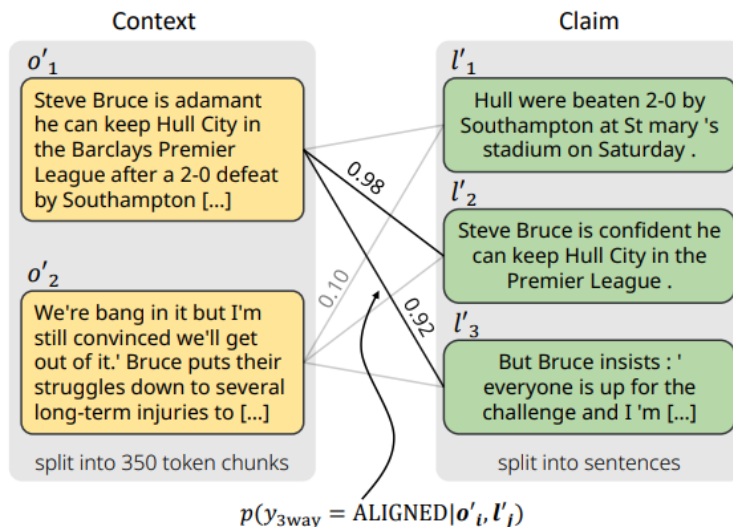 Context
Claim
o'1
Steve Bruce is adamant
he can keep Hull City in
the Barclays Premier
League after a 2-0 defeat
by Southampton [...]
o'2
We're bang in it but I'm
still convinced we'll get
out of it.' Bruce puts their
struggles down to several
long-term injuries to [...]
split into 350 token chunks
0.98
0.10
0.92
l'1
Hull were beaten 2-0 by
Southampton at St mary 's
stadium on Saturday .
l'2
Steve Bruce is confident he
can keep Hull City in the
Premier League .
l'3
But Bruce insists : '
everyone is up for the
challenge and I 'm [...]
split into sentences
p(y3way = ALIGNED|o'i, l'j)